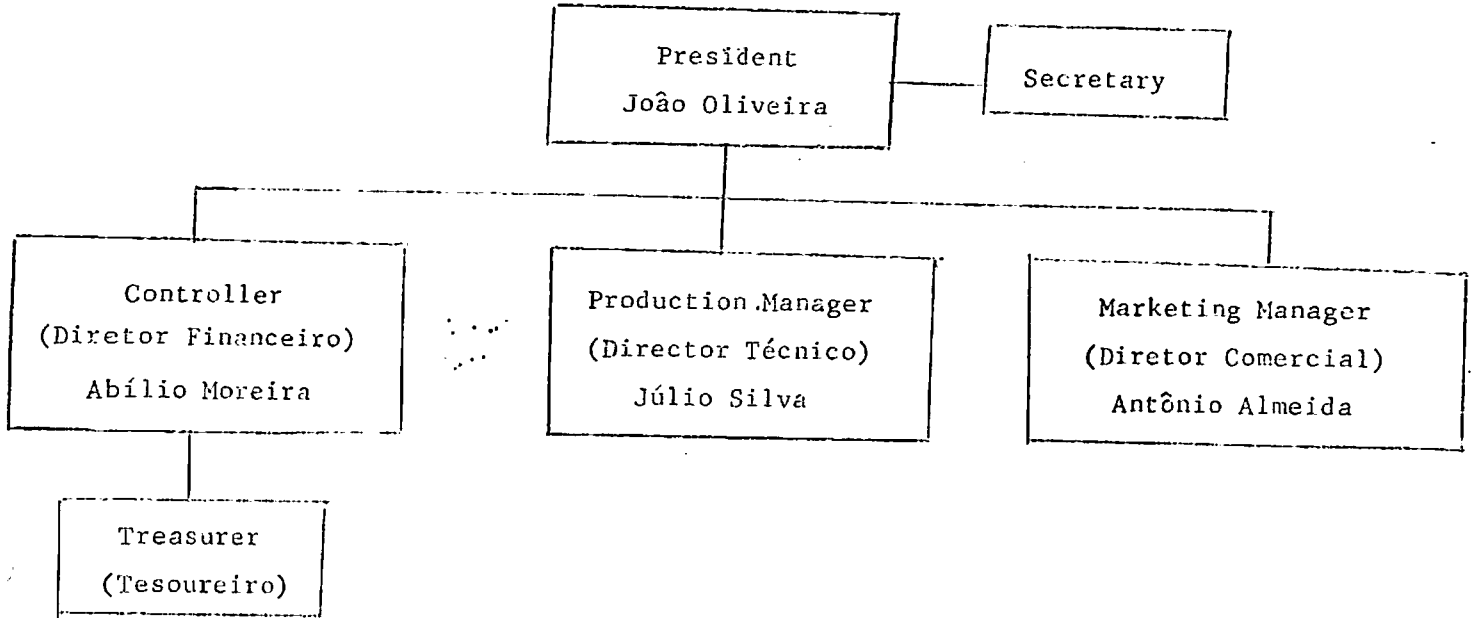 President
Joâo Oliveira
Secretary
Controller
(Diretor Financeiro)
Abílio Moreira
Production.Manager
(Director Técnico)
Júlio Silva
Marketing Manager
(Diretor Comercial)
Antônio Almeida
Treasurer
(Tesoureiro)